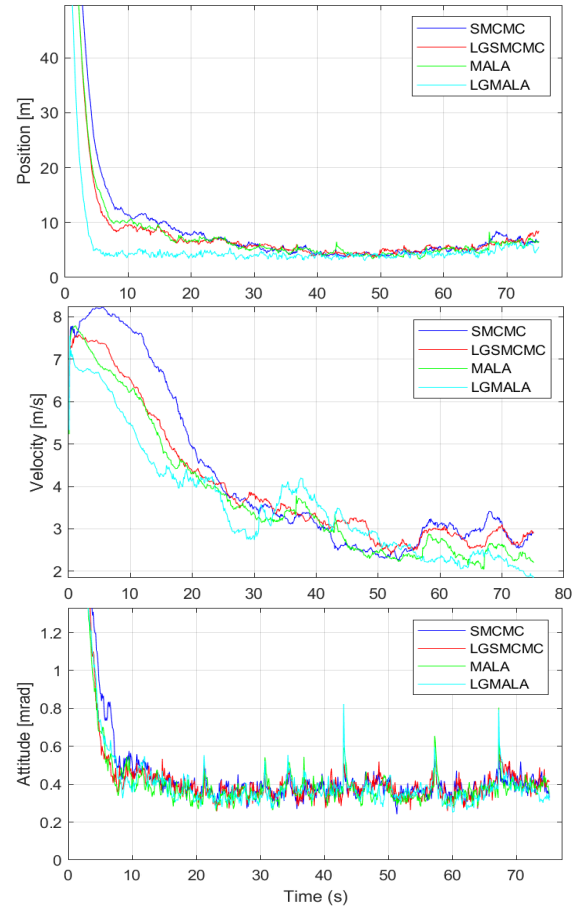 Position [m]
40
30
20
10
0
SMCMC
LGSMCMC
MALA
LGMALA
0 10 20 30 40 50 60 70
Velocity [m/s]
8
7
6
5
4
3
2
SMCMC
LGSMCMC
MALA
LGMALA
0 10 20 30 40 50 60 70 80
Attitude [mrad]
1.2
1
0.8
0.6
0.4
0.2
0
SMCMC
LGSMCMC
MALA
LGMALA
0 10 20 30 40 50 60 70
Time (s)